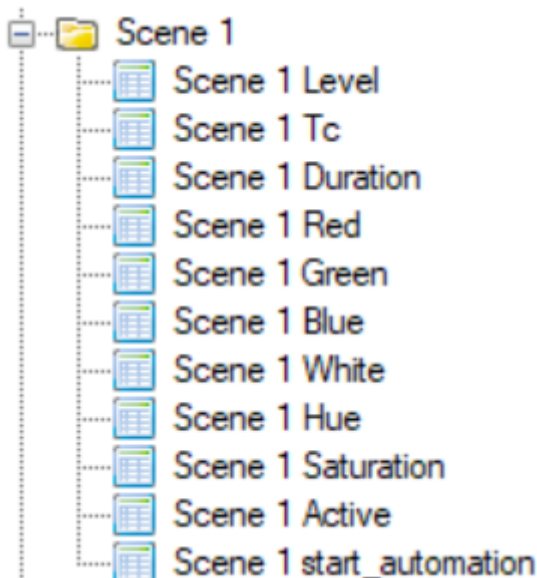 Scene 1
Scene 1 Level
Scene 1 Tc
Scene 1 Duration
Scene 1 Red
Scene 1 Green
Scene 1 Blue
Scene 1 White
Scene 1 Hue
Scene 1 Saturation
Scene 1 Active
Scene 1 start_automation